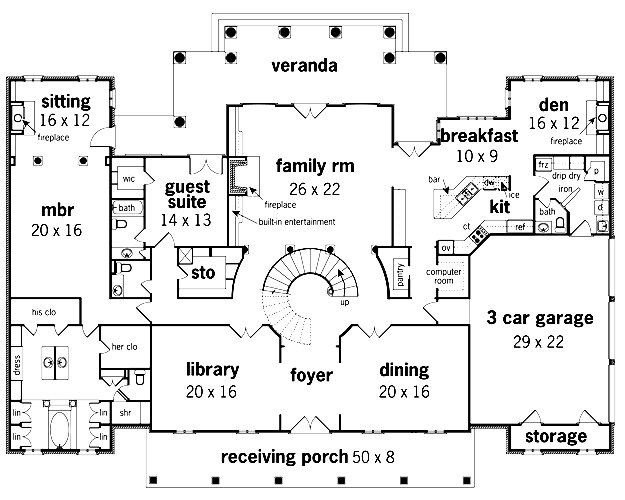 veranda
sitting
16 x 12
fireplace
den
16 x 12
fireplace
breakfast
10 x 9
family rm
26 x 22
fireplace
built-in entertainment
wic
guest
suite
14 x 13
bath
mbr
20 x 16
bar
dw
ice
kit
frz
drip dry
iron
p
w
d
bath
ref
ct
ov
sto
up
pantry
computer
room
3 car garage
29 x 22
his clo
her clo
dress
library
20 x 16
foyer
dining
20 x 16
lin
lin
lin
lin
shr
storage
receiving porch 50 x 8